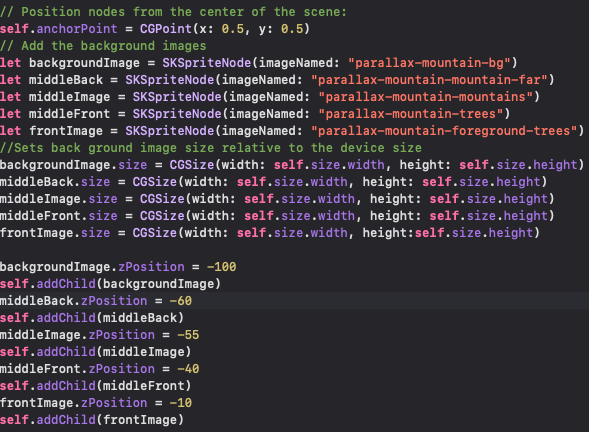 // Position nodes from the center of the scene:
self.anchorPoint = CGPoint(x: 0.5, y: 0.5)
// Add the background images
let backgroundImage = SKSpriteNode(imageNamed: "parallax-mountain-bg")
let middleBack = SKSpriteNode(imageNamed: "parallax-mountain-mountain-far")
let middleImage = SKSpriteNode(imageNamed: "parallax-mountain-mountains")
let middleFront = SKSpriteNode(imageNamed: "parallax-mountain-trees")
let frontImage = SKSpriteNode(imageNamed: "parallax-mountain-foreground-trees")
//Sets back ground image size relative to the device size
backgroundImage.size = CGSize(width: self.size.width, height: self.size.height)
middleBack.size = CGSize(width: self.size.width, height: self.size.height)
middleImage.size = CGSize(width: self.size.width, height: self.size.height)
middleFront.size = CGSize(width: self.size.width, height: self.size.height)
frontImage.size = CGSize(width: self.size.width, height:self.size.height)
backgroundImage.zPosition = -100
self.addChild(backgroundImage)
middleBack.zPosition = -60
self.addChild(middleBack)
middleImage.zPosition = -55
self.addChild(middleImage)
middleFront.zPosition = -40
self.addChild(middleFront)
frontImage.zPosition = -10
self.addChild(frontImage)